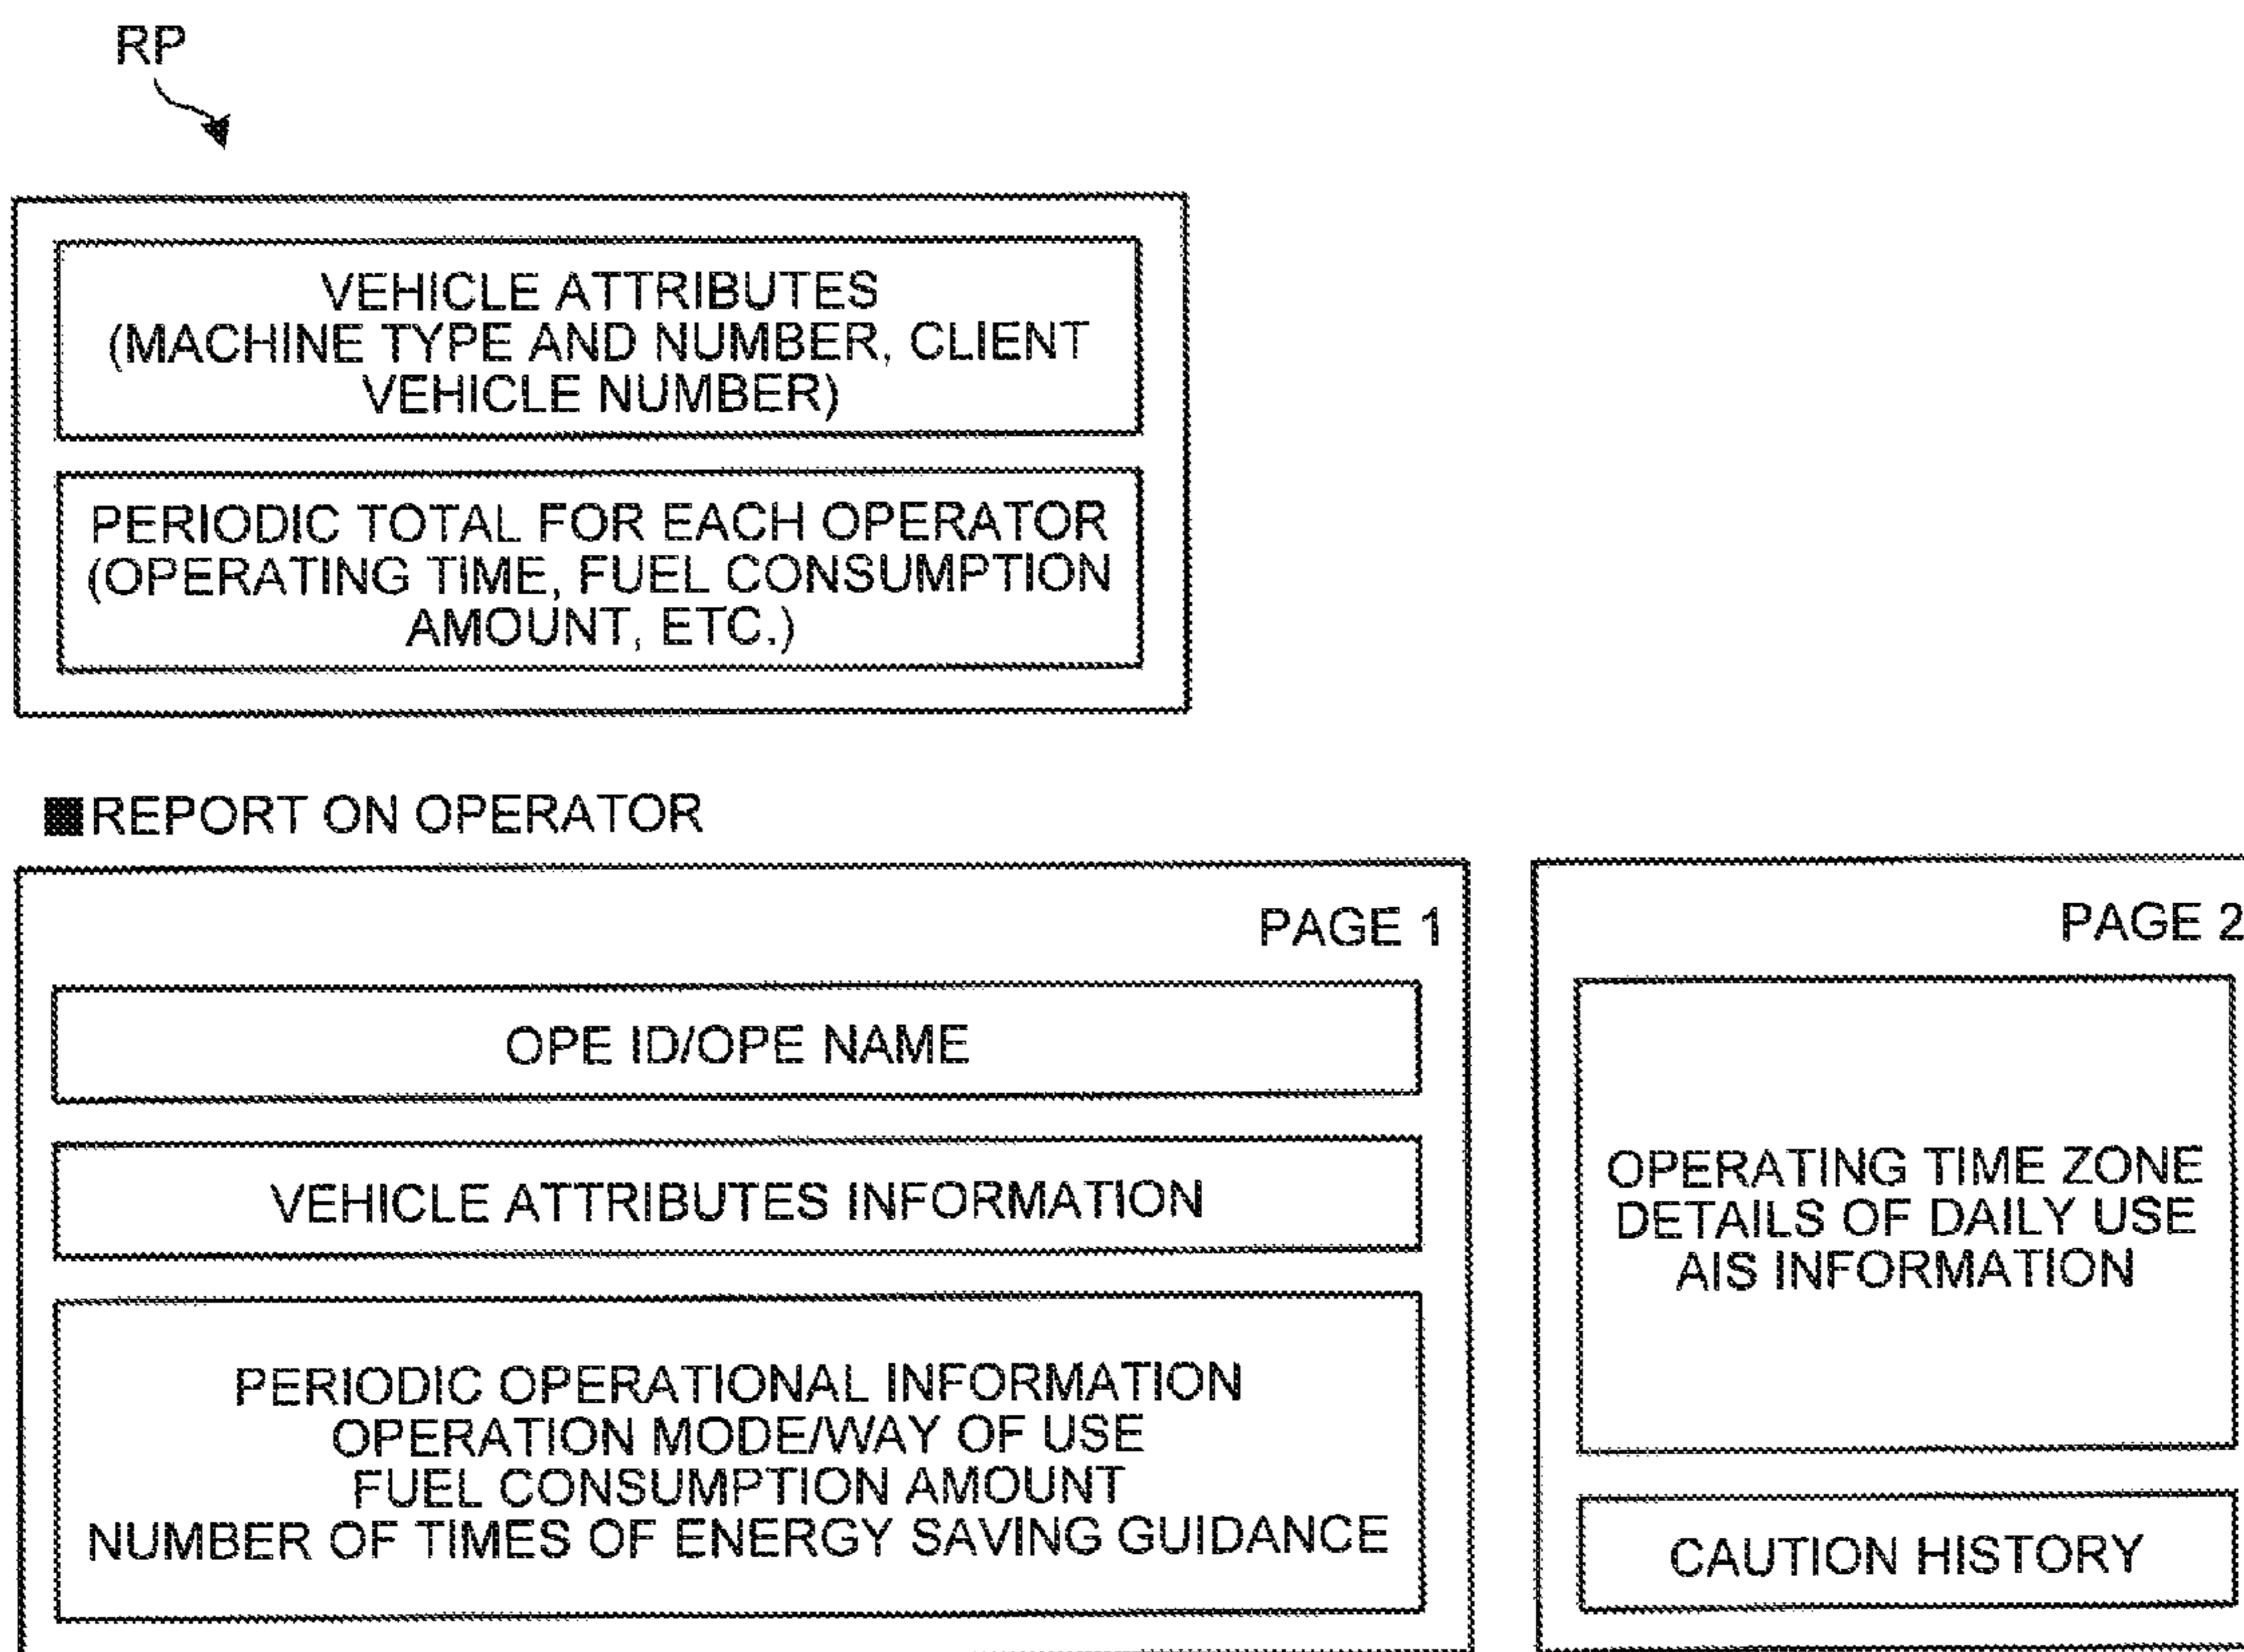 RP
VEHICLE ATTRIBUTES
(MACHINE TYPE AND NUMBER, CLIENT
VEHICLE NUMBER)
PERIODIC TOTAL FOR EACH OPERATOR
(OPERATING TIME, FUEL CONSUMPTION
AMOUNT, ETC.)
■REPORT ON OPERATOR
PAGE 1
OPE ID/OPE NAME
VEHICLE ATTRIBUTES INFORMATION
PERIODIC OPERATIONAL INFORMATION
OPERATION MODE/WAY OF USE
FUEL CONSUMPTION AMOUNT
NUMBER OF TIMES OF ENERGY SAVING GUIDANCE
PAGE 2
OPERATING TIME ZONE
DETAILS OF DAILY USE
AIS INFORMATION
CAUTION HISTORY